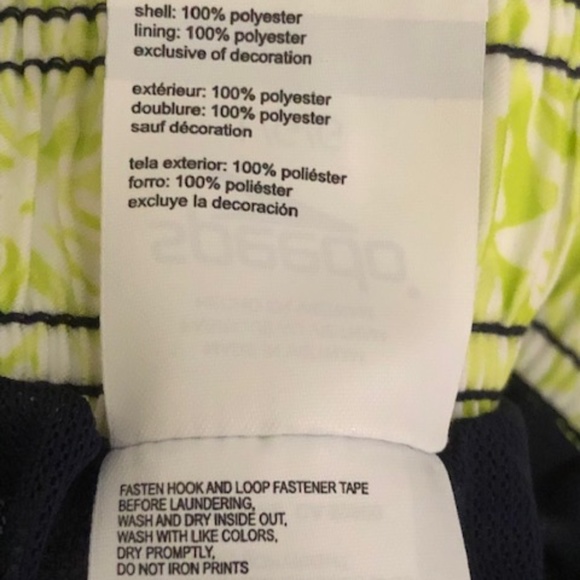 shell: 100% polyester
lining: 100% polyester
exclusive of decoration
extérieur: 100% polyester
doublure: 100% polyester
sauf décoration
tela exterior: 100% poliéster
forro: 100% poliéster
excluye la decoración
FASTEN HOOK AND LOOP FASTENER TAPE
BEFORE LAUNDERING,
WASH AND DRY INSIDE OUT,
WASH WITH LIKE COLORS,
DRY PROMPTLY,
DO NOT IRON PRINTS